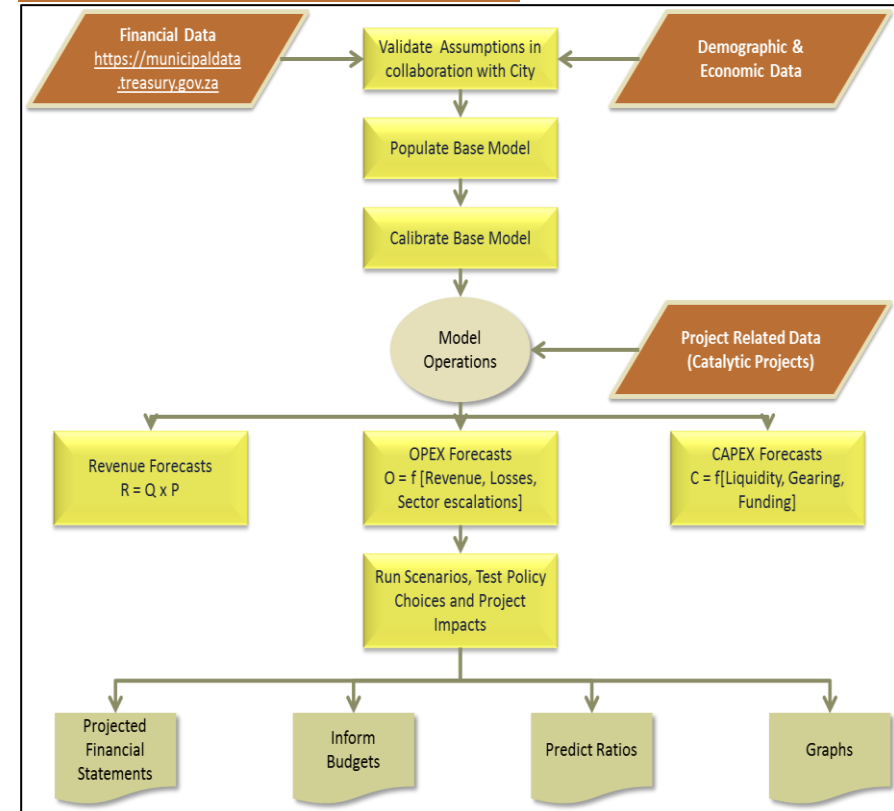 Financial Data
https://municipaldata
.treasury.gov.za
Validate Assumptions in
collaboration with City
Demographic &
Economic Data
Populate Base Model
Calibrate Base Model
Model
Operations
Project Related Data
(Catalytic Projects)
Revenue Forecasts
R = Q x P
OPEX Forecasts
O = f [Revenue, Losses,
Sector escalations]
CAPEX Forecasts
C = f[Liquidity, Gearing,
Funding]
Run Scenarios, Test Policy
Choices and Project
Impacts
Projected
Financial
Statements
Inform
Budgets
Predict Ratios
Graphs